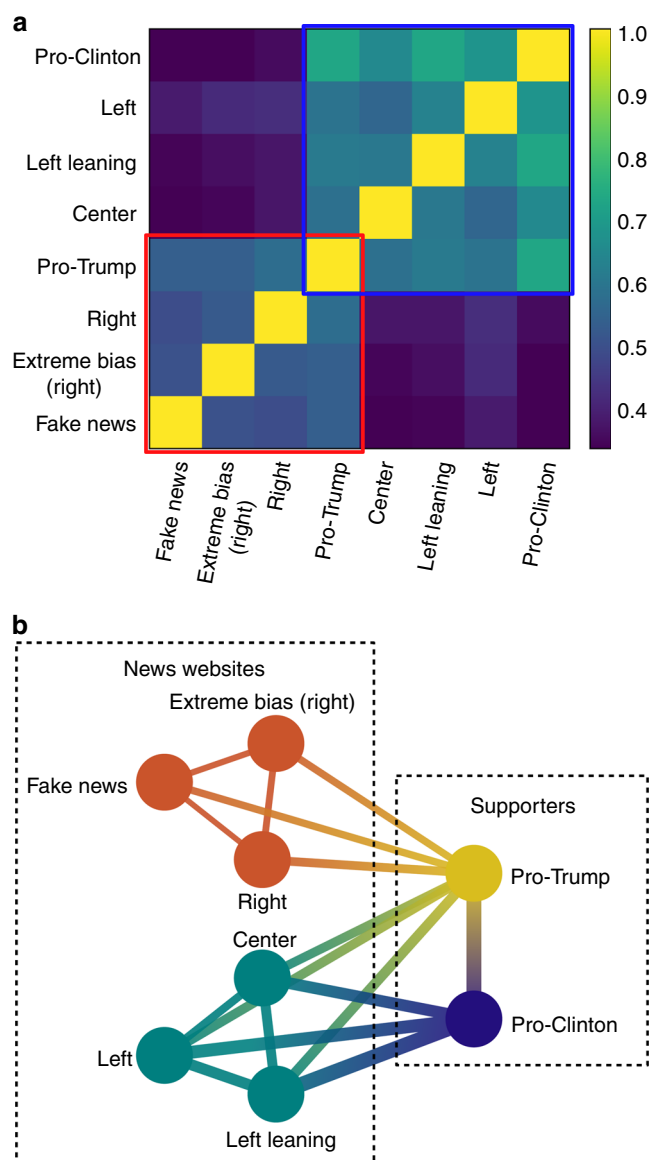 a
Pro-Clinton
Left
Left leaning
Center
Pro-Trump
Right
Extreme bias
(right)
Fake news
1.0
0.9
0.8
0.7
0.6
0.5
0.4
Fake news
Extreme bias
(right)
Right
Pro-Trump
Center
Left leaning
Left
Pro-Clinton
b
News websites
Extreme bias (right)
Fake news
Right
Center
Left
Left leaning
Supporters
Pro-Trump
Pro-Clinton